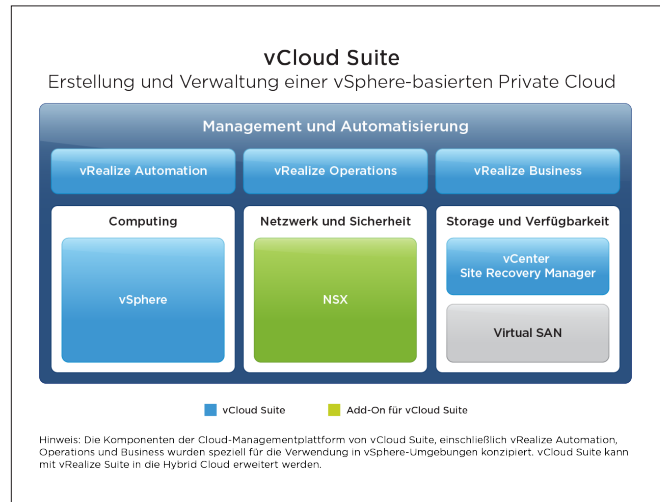 vCloud Suite
Erstellung und Verwaltung einer vSphere-basierten Private Cloud
Management und Automatisierung
vRealize Automation
vRealize Operations
vRealize Business
Computing
vSphere
Netzwerk und Sicherheit
NSX
Storage und Verfügbarkeit
vCenter
Site Recovery Manager
Virtual SAN
vCloud Suite
Add-On für vCloud Suite
Hinweis: Die Komponenten der Cloud-Managementplattform von vCloud Suite, einschließlich vRealize Automation,
Operations und Business wurden speziell für die Verwendung in vSphere-Umgebungen konzipiert. vCloud Suite kann
mit vRealize Suite in die Hybrid Cloud erweitert werden.